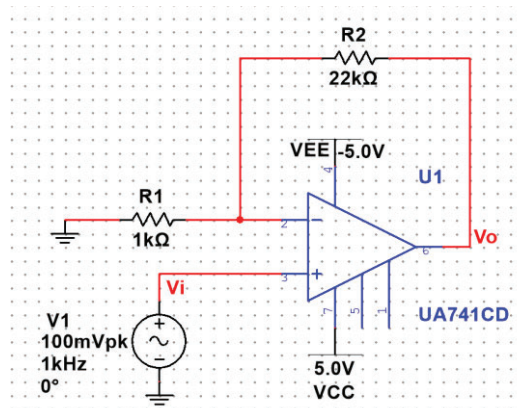 R2
22kΩ
VEE -5.0V
4
U1
R1
1kΩ
2
Vo
6
3
Vi
V1
100mVpk
1kHz
0°
7
5
1
UA741CD
5.0V
VCC